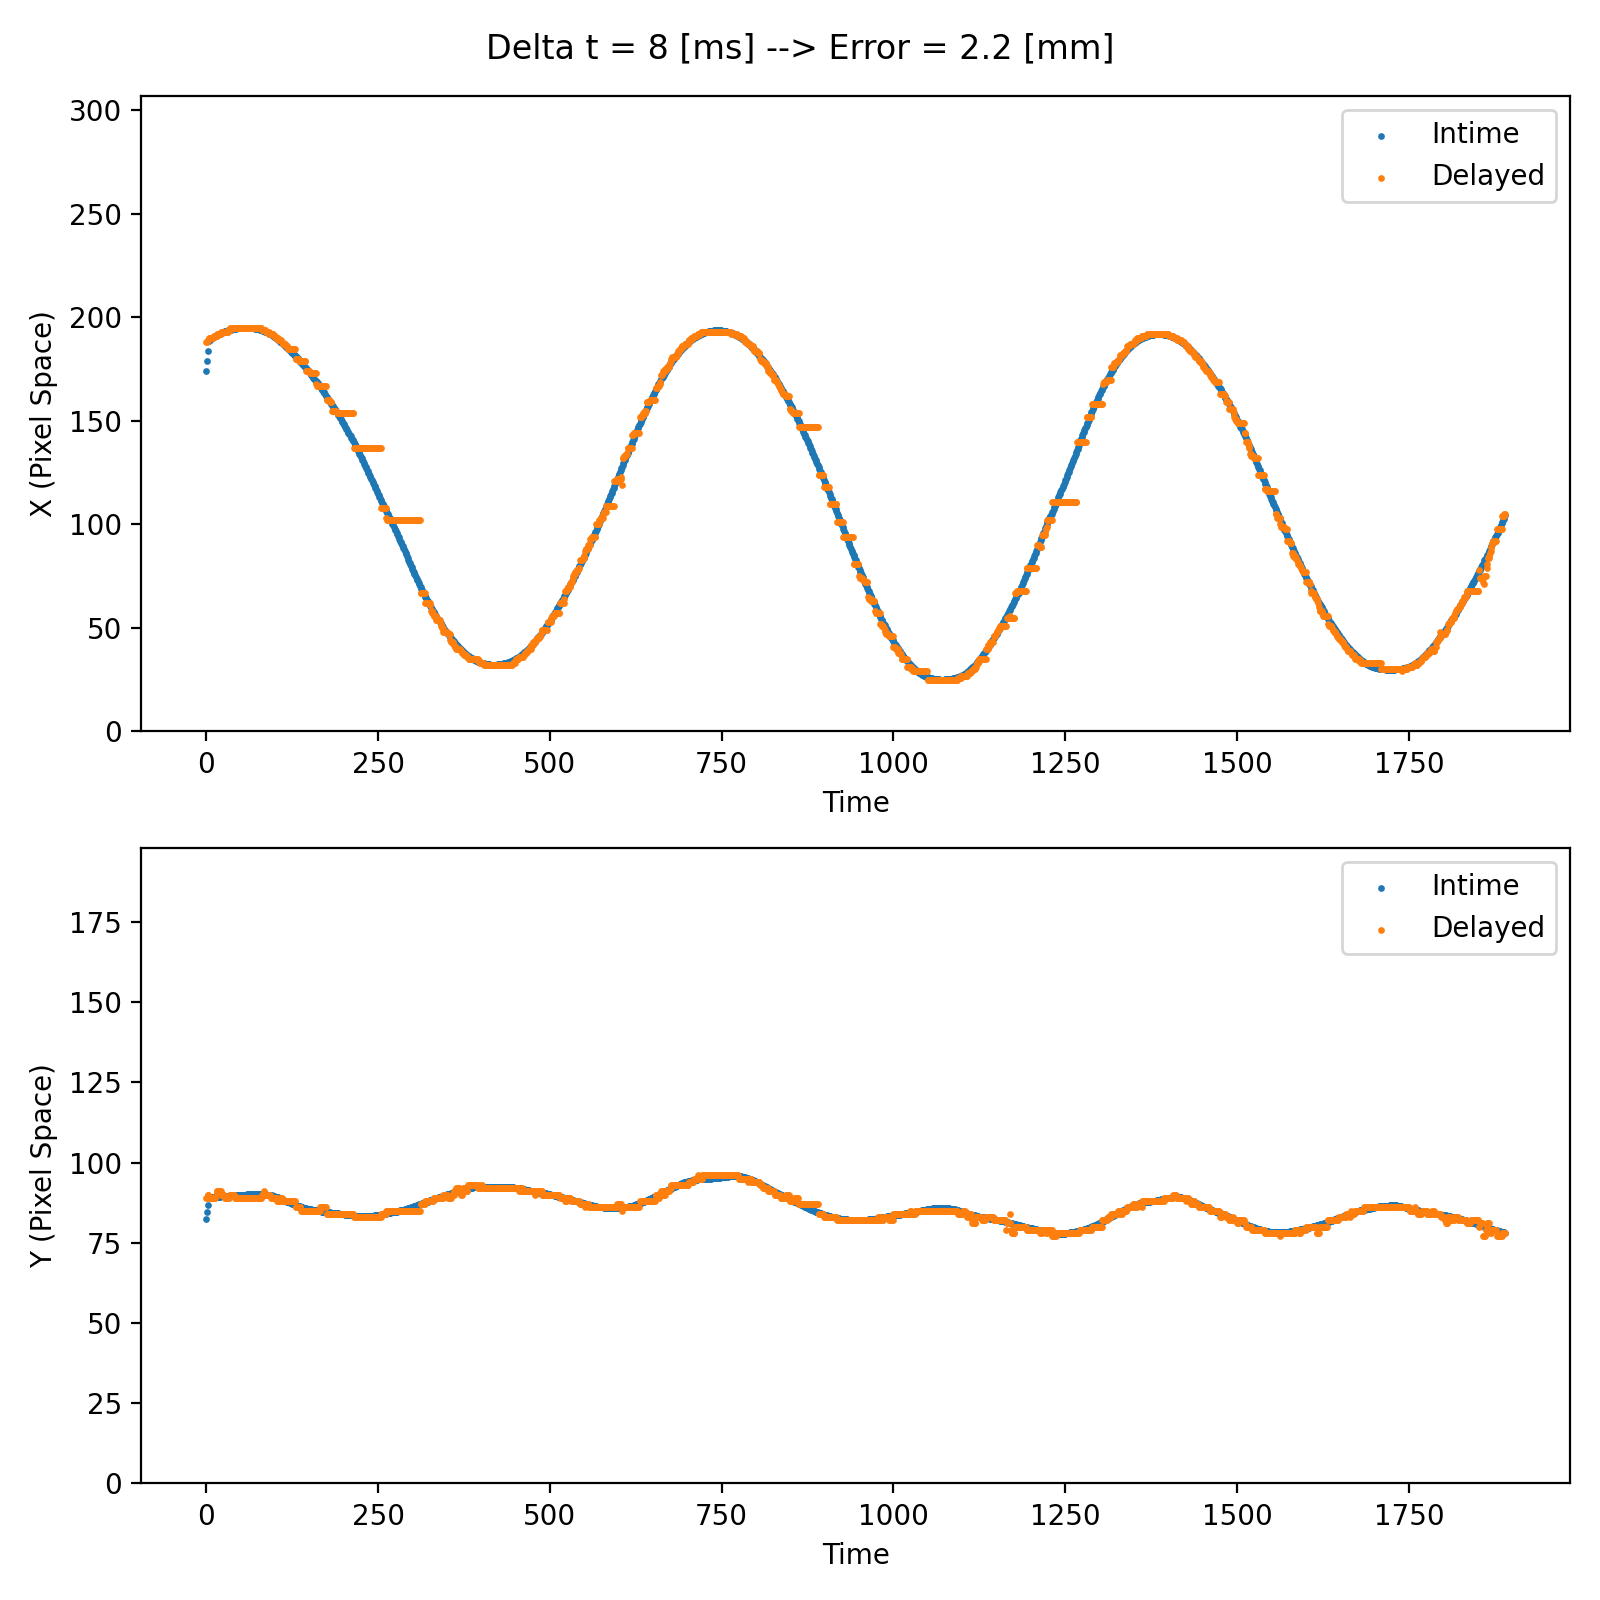 Delta t = 8 [ms] --> Error = 2.2 [mm]
300
250
200
150
100
50
0
X (Pixel Space)
Intime
Delayed
0 250 500 750 1000 1250 1500 1750
Time
175
150
125
100
75
50
25
0
Y (Pixel Space)
Intime
Delayed
0 250 500 750 1000 1250 1500 1750
Time